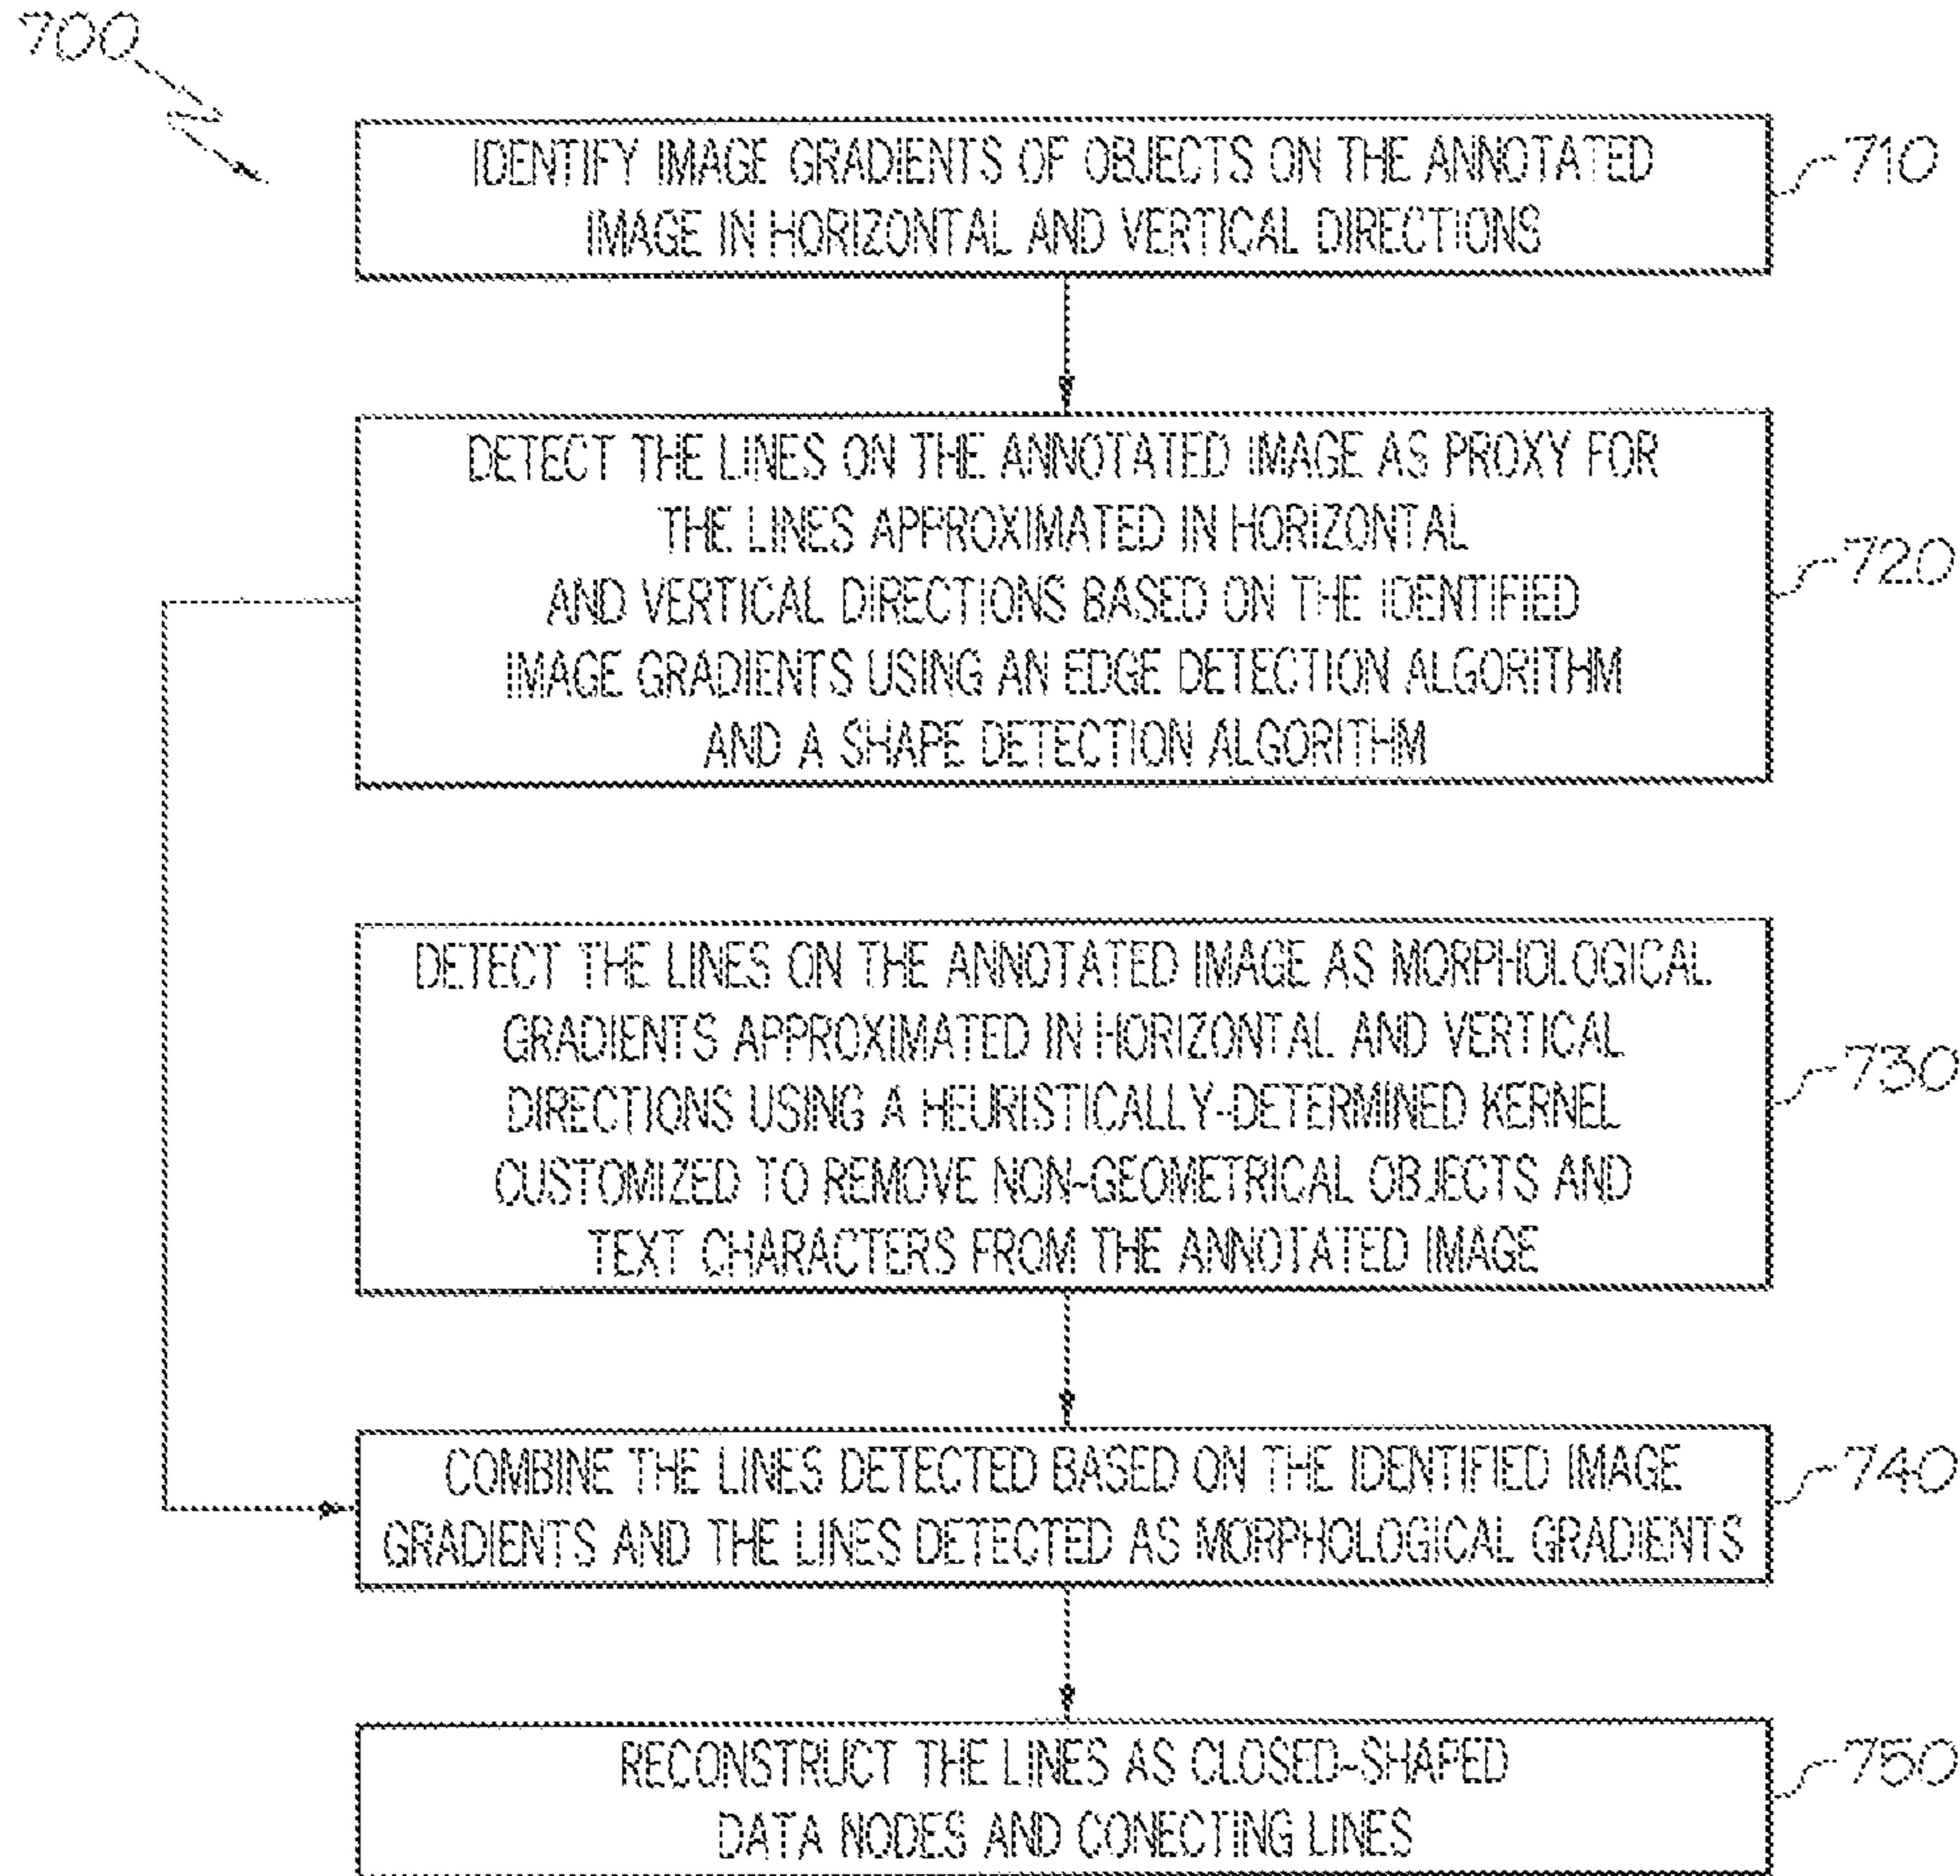 700
IDENTIFY IMAGE GRADIENTS OF OBJECTS ON THE ANNOTATED
IMAGE IN HORIZONTAL AND VERTICAL DIRECTIONS
710
DETECT THE LINES ON THE ANNOTATED IMAGE AS PROXY FOR
THE LINES APPROXIMATED IN HORIZONTAL
AND VERTICAL DIRECTIONS BASED ON THE IDENTIFIED
IMAGE GRADIENTS USING AN EDGE DETECTION ALGORITHM
AND A SHAPE DETECTION ALGORITHM
720
DETECT THE LINES ON THE ANNOTATED IMAGE AS MORPHOLOGICAL
GRADIENTS APPROXIMATED IN HORIZONTAL AND VERTICAL
DIRECTIONS USING A HEURISTICALLY-DETERMINED KERNEL
CUSTOMIZED TO REMOVE NON-GEOMETRICAL OBJECTS AND
TEXT CHARACTERS FROM THE ANNOTATED IMAGE
730
COMBINE THE LINES DETECTED BASED ON THE IDENTIFIED IMAGE
GRADIENTS AND THE LINES DETECTED AS MORPHOLOGICAL GRADIENTS
740
RECONSTRUCT THE LINES AS CLOSED-SHAPED
DATA NODES AND CONECTING LINES
750